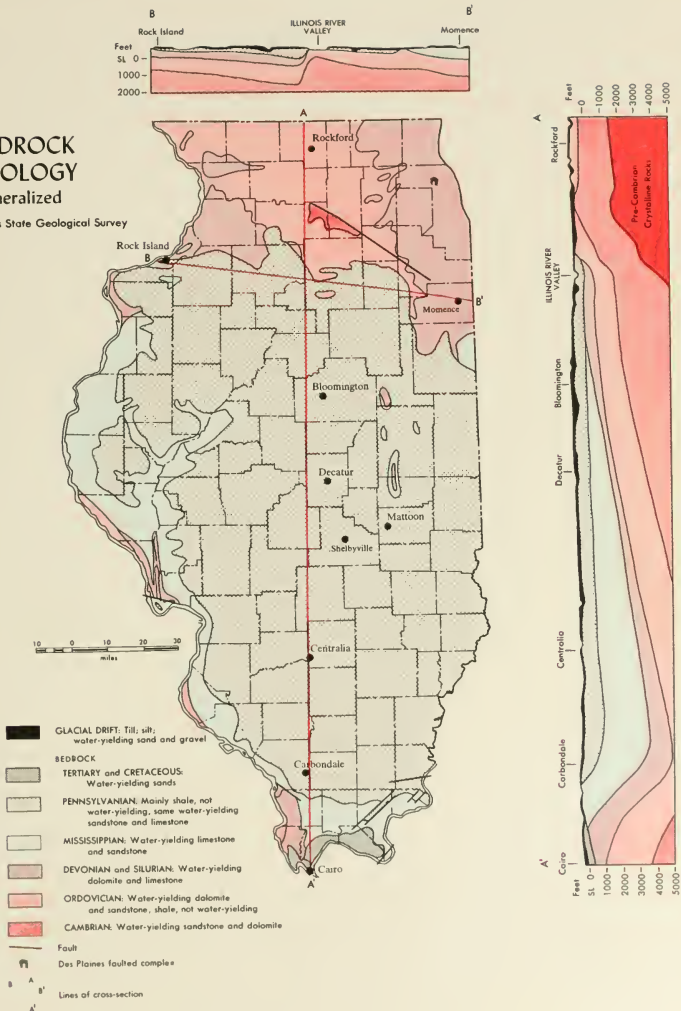 B
B'
Rock Island
ILLINOIS RIVER
VALLEY
Momence
Feet
SL 0
1000
2000
DROCK
OLOGY
neralized
s State Geological Survey
A
Rockford
Rock Island
B
Momence
B'
Bloomington
Decatur
Mattoon
Shelbyville
Centralia
Carbondale
Cairo
A'
10 0 10 20 30
miles
A
Rockford
ILLINOIS RIVER
VALLEY
Bloomington
Decatur
Centralia
Carbondale
Cairo
A'
Feet
0
1000
2000
3000
4000
5000
Pre-Cambrian
Crystalline Rocks
Feet
SL 0
1000
2000
3000
4000
5000
GLACIAL DRIFT: Till; silt;
water-yielding sand and gravel
BEDROCK
TERTIARY and CRETACEOUS:
Water-yielding sands
PENNSYLVANIAN: Mainly shale, not
water-yielding, some water-yielding
sandstone and limestone
MISSISSIPPIAN: Water-yielding limestone
and sandstone
DEVONIAN and SILURIAN: Water-yielding
dolomite and limestone
ORDOVICIAN: Water-yielding dolomite
and sandstone, shale, not water-yielding
CAMBRIAN: Water-yielding sandstone and dolomite
Fault
Des Plaines faulted complex
B A B' A' Lines of cross-section